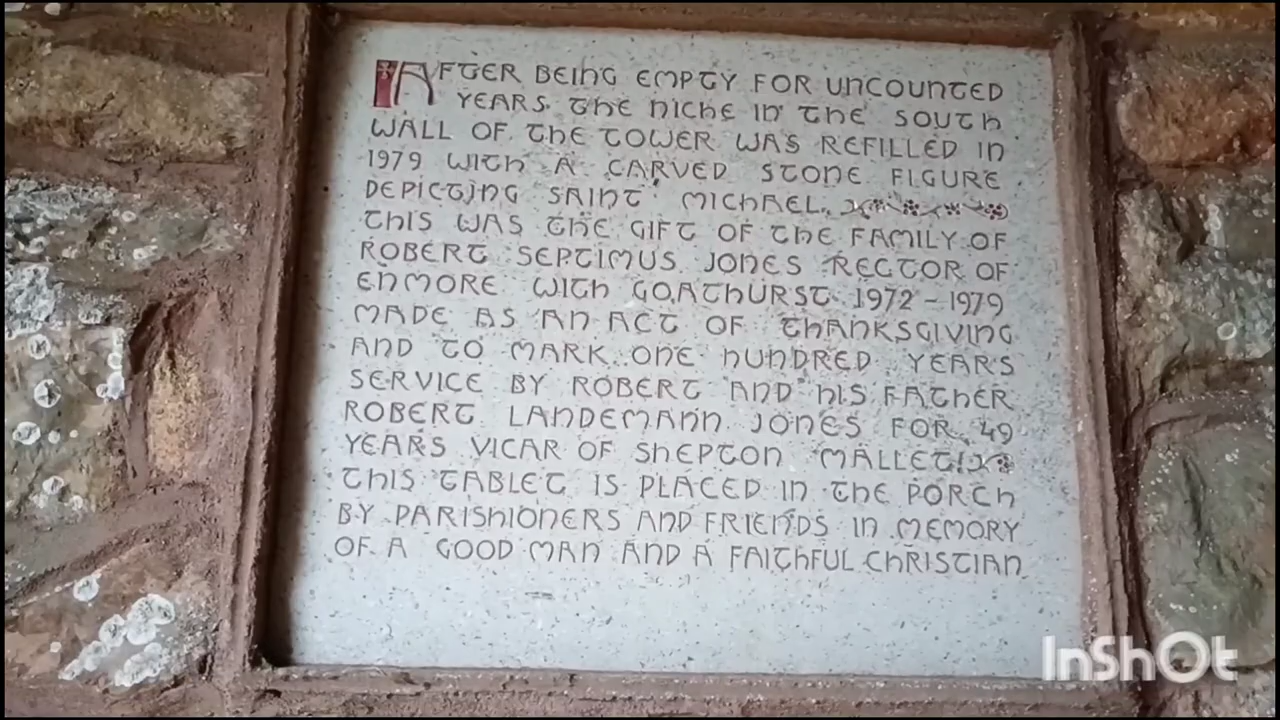 AFTER BEING EMPTY FOR UNCOUNTED
YEARS THE NICHE IN THE SOUTH
WALL OF THE TOWER WAS REFILLED IN
1979 WITH A CARVED STONE FIGURE
DEPICTING SAINT MICHAEL.
THIS WAS THE GIFT OF THE FAMILY OF
ROBERT SEPTIMUS JONES RECTOR OF
ENMORE WITH GOATHURST 1972-1979
MADE AS AN ACT OF THANKSGIVING
AND TO MARK ONE HUNDRED YEARS
SERVICE BY ROBERT AND HIS FATHER
ROBERT LANDEMANN JONES FOR 49
YEARS VICAR OF SHEPTON MALLET.
THIS TABLET IS PLACED IN THE PORCH
BY PARISHIONERS AND FRIENDS IN MEMORY
OF A GOOD MAN AND A FAITHFUL CHRISTIAN
InShOt